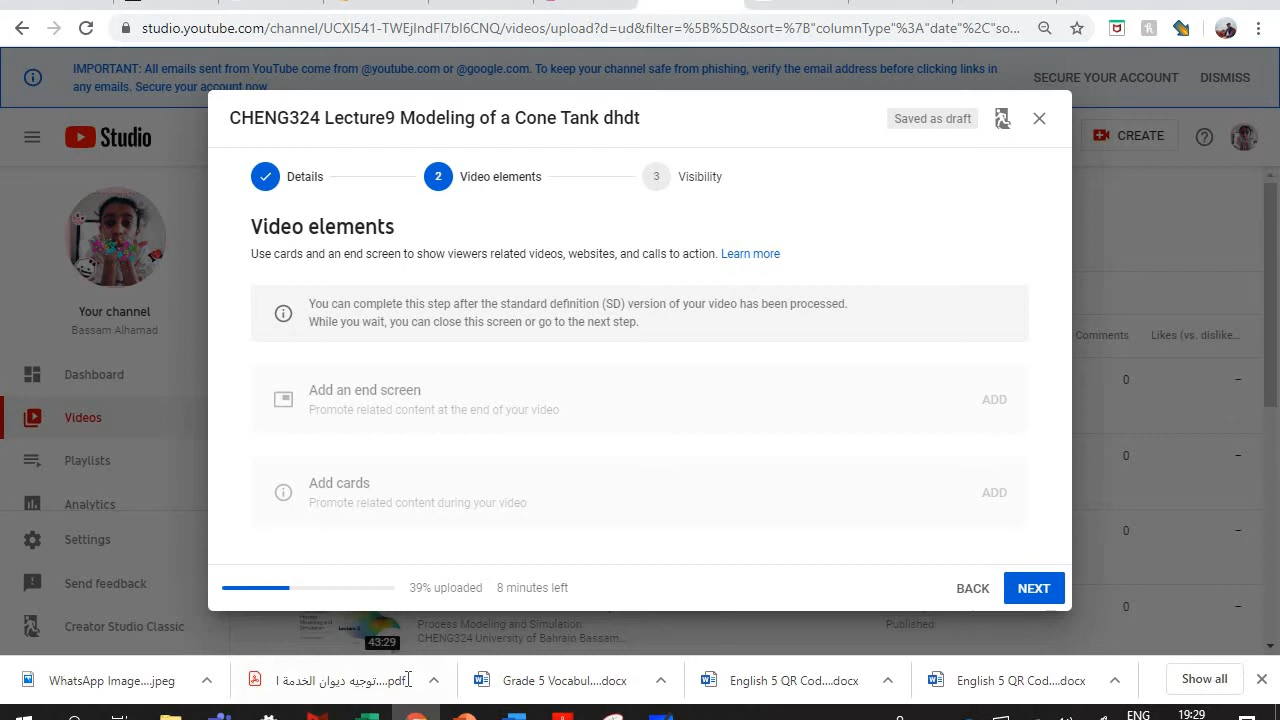 studio.youtube.com/channel/UCXI541-TWEiIpdFI7bI6CNQ/videos/upload?d=ud&filter=%5B%5D&sort=%7B"columnType"%3A"date"%2C"so...
IMPORTANT: All emails sent from YouTube come from @youtube.com or @google.com. To keep your channel safe from phishing, verify the email address before clicking links in
any emails. Secure your account now
SECURE YOUR ACCOUNT
DISMISS
Studio
CREATE
CHENG324 Lecture9 Modeling of a Cone Tank dhdt
Saved as draft
Details
2
Video elements
3
Visibility
Video elements
Use cards and an end screen to show viewers related videos, websites, and calls to action. Learn more
You can complete this step after the standard definition (SD) version of your video has been processed.
While you wait, you can close this screen or go to the next step.
Add an end screen
Promote related content at the end of your video
ADD
Add cards
Promote related content during your video
ADD
39% uploaded
8 minutes left
BACK
NEXT
Your channel
Bassam Alhamad
Dashboard
Videos
Playlists
Analytics
Settings
Send feedback
Creator Studio Classic
Comments
Likes (vs. dislike...
0
–
0
–
0
–
0
–
43:29
Process Modeling and Simulation:
CHENG324 University of Bahrain Bassam...
Published
WhatsApp Image....jpeg
توجيه ديوان الخدمة ا....pdf
Grade 5 Vocabul....docx
English 5 QR Cod....docx
English 5 QR Cod....docx
Show all
ENG
19:29